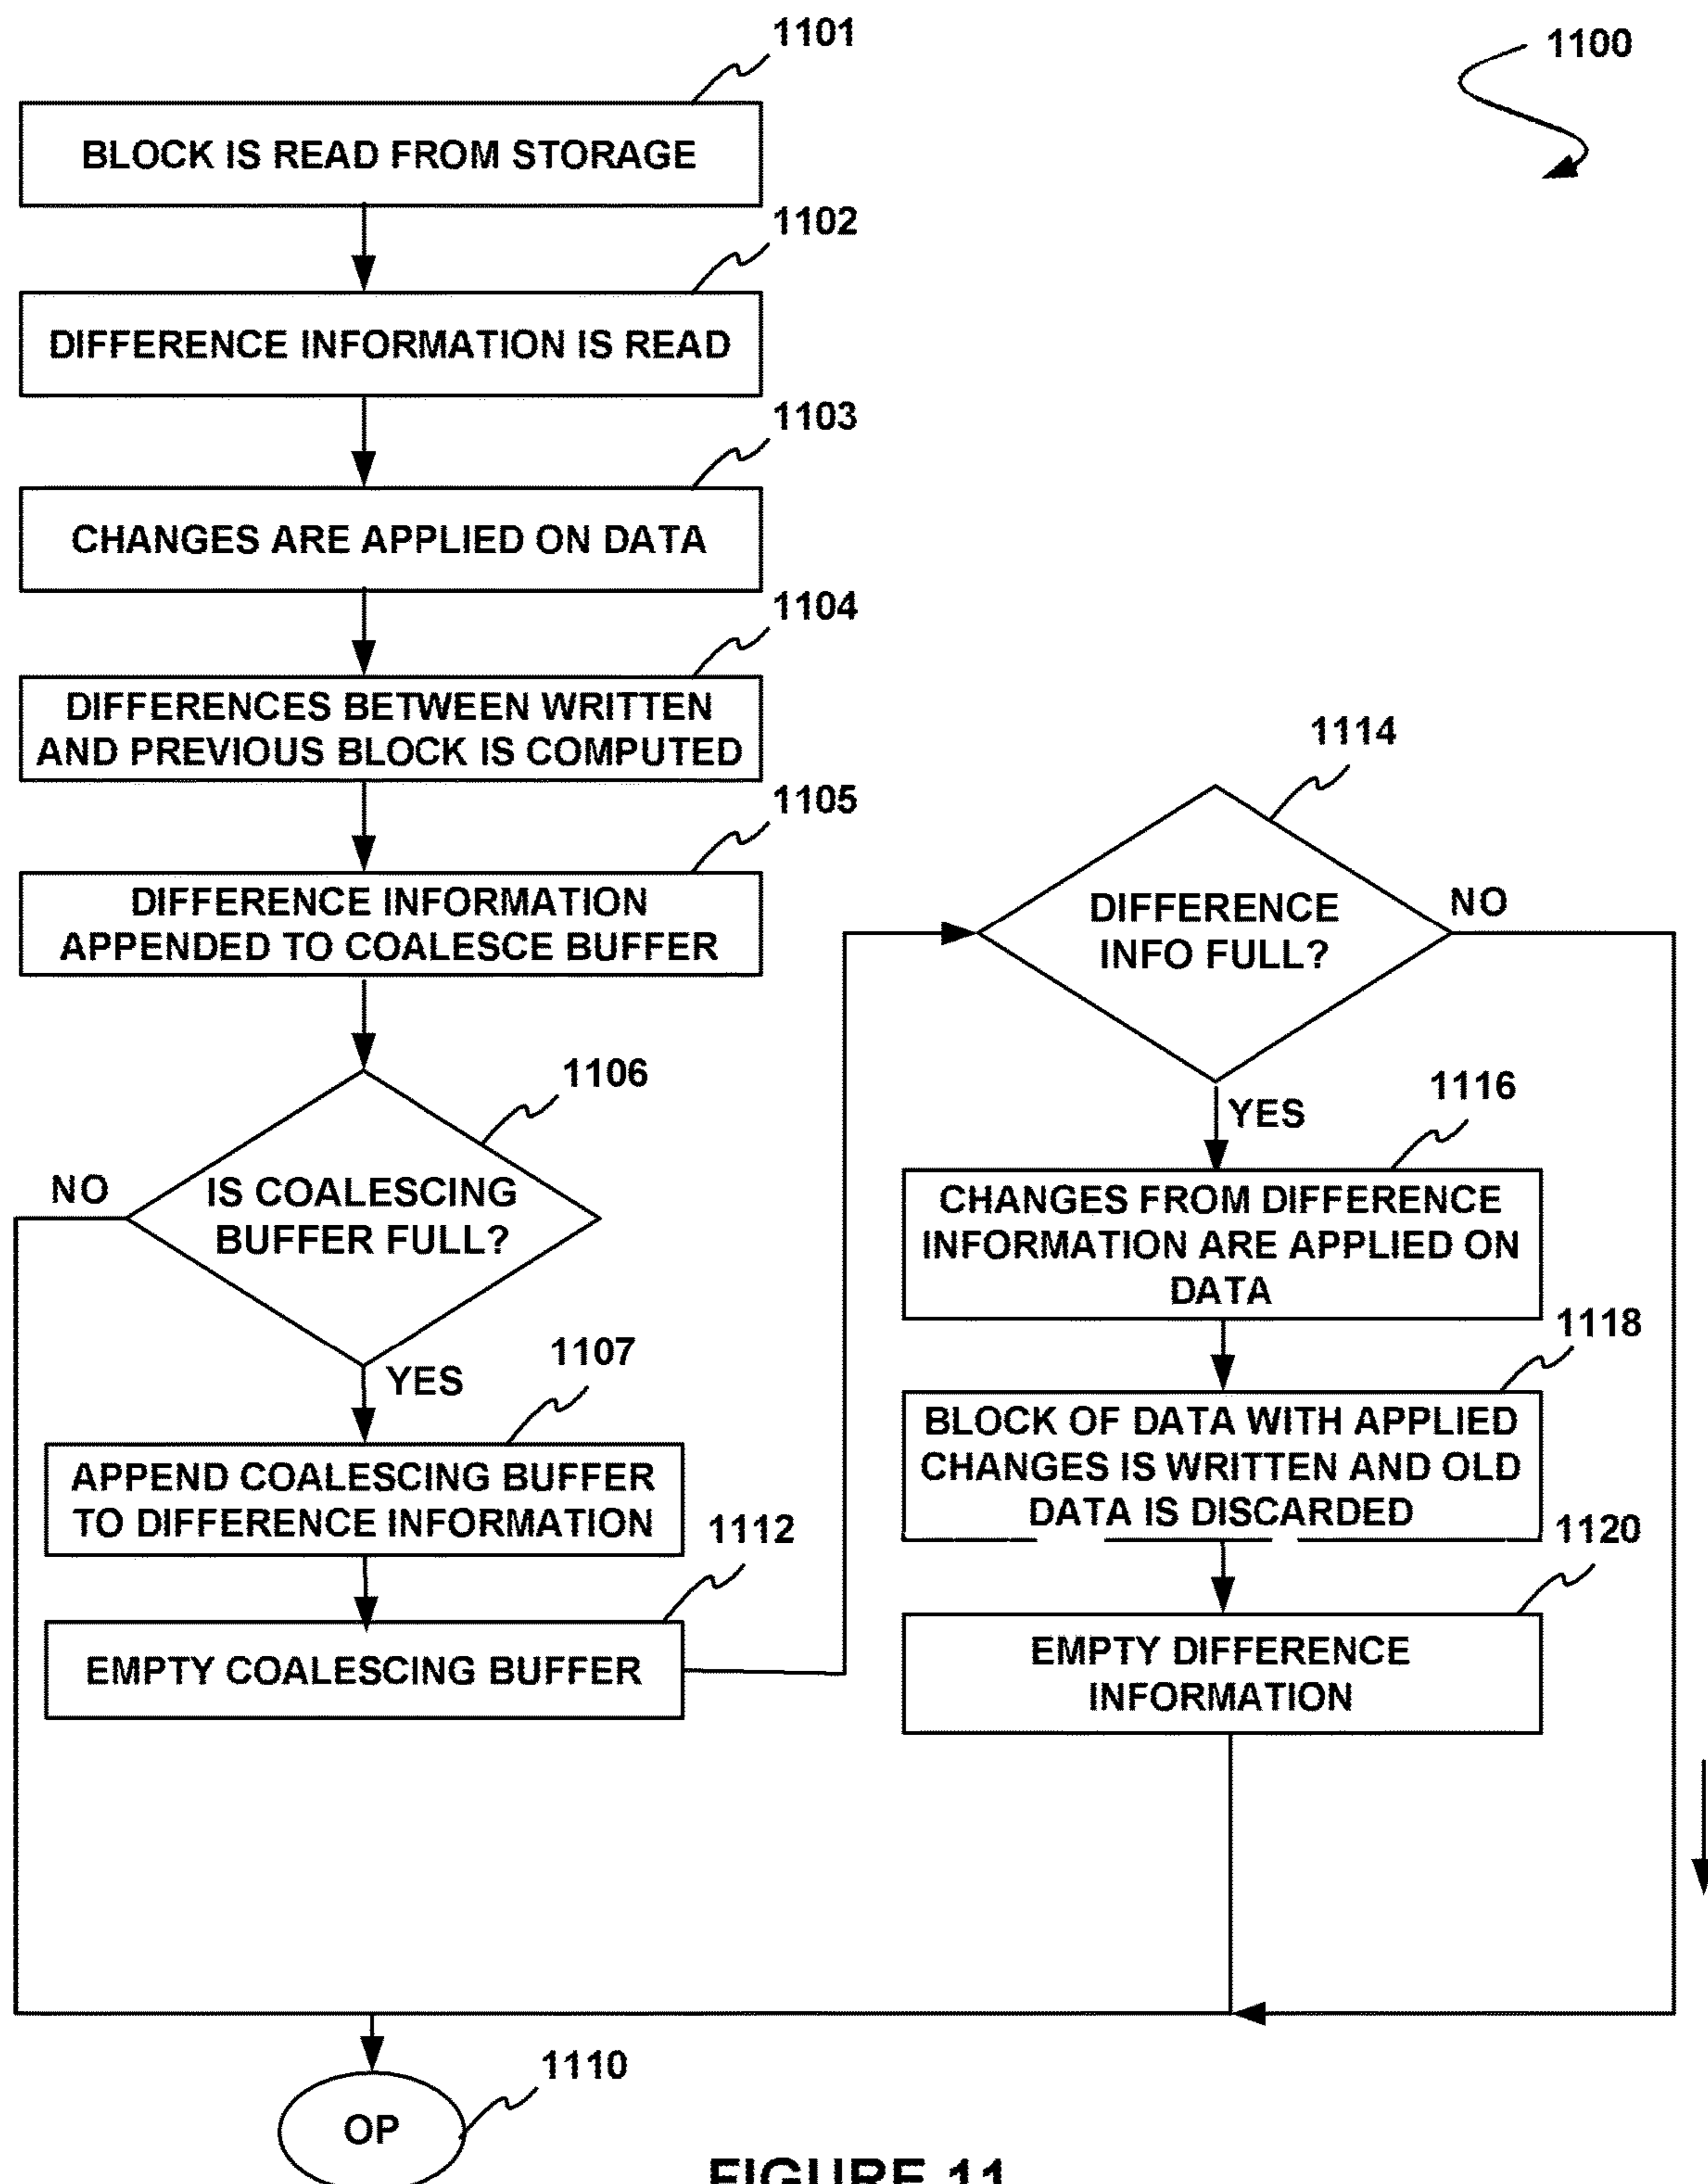 1101
1100
BLOCK IS READ FROM STORAGE
1102
DIFFERENCE INFORMATION IS READ
1103
CHANGES ARE APPLIED ON DATA
1104
DIFFERENCES BETWEEN WRITTEN
AND PREVIOUS BLOCK IS COMPUTED
1105
DIFFERENCE INFORMATION
APPENDED TO COALESCE BUFFER
1106
NO
IS COALESCING
BUFFER FULL?
YES
1107
APPEND COALESCING BUFFER
TO DIFFERENCE INFORMATION
1112
EMPTY COALESCING BUFFER
1114
DIFFERENCE
INFO FULL?
NO
YES
1116
CHANGES FROM DIFFERENCE
INFORMATION ARE APPLIED ON
DATA
1118
BLOCK OF DATA WITH APPLIED
CHANGES IS WRITTEN AND OLD
DATA IS DISCARDED
1120
EMPTY DIFFERENCE
INFORMATION
1110
OP
FIGURE 11